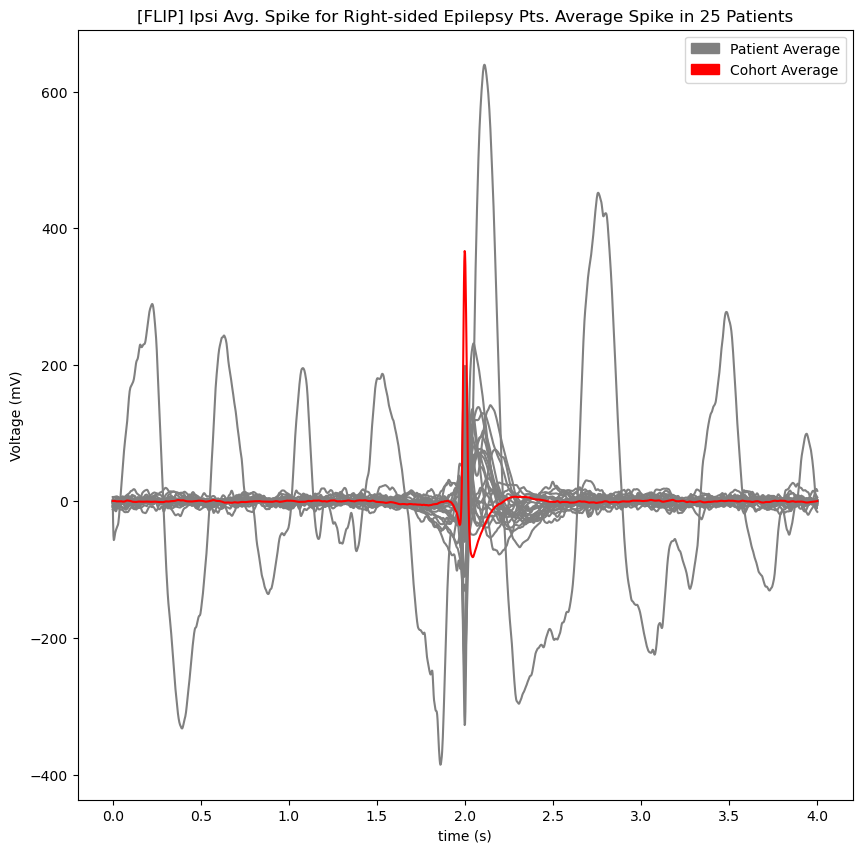 [FLIP] Ipsi Avg. Spike for Right-sided Epilepsy Pts. Average Spike in 25 Patients
Patient Average
Cohort Average
Voltage (mV)
600
400
200
0
−200
−400
0.0 0.5 1.0 1.5 2.0 2.5 3.0 3.5 4.0
time (s)